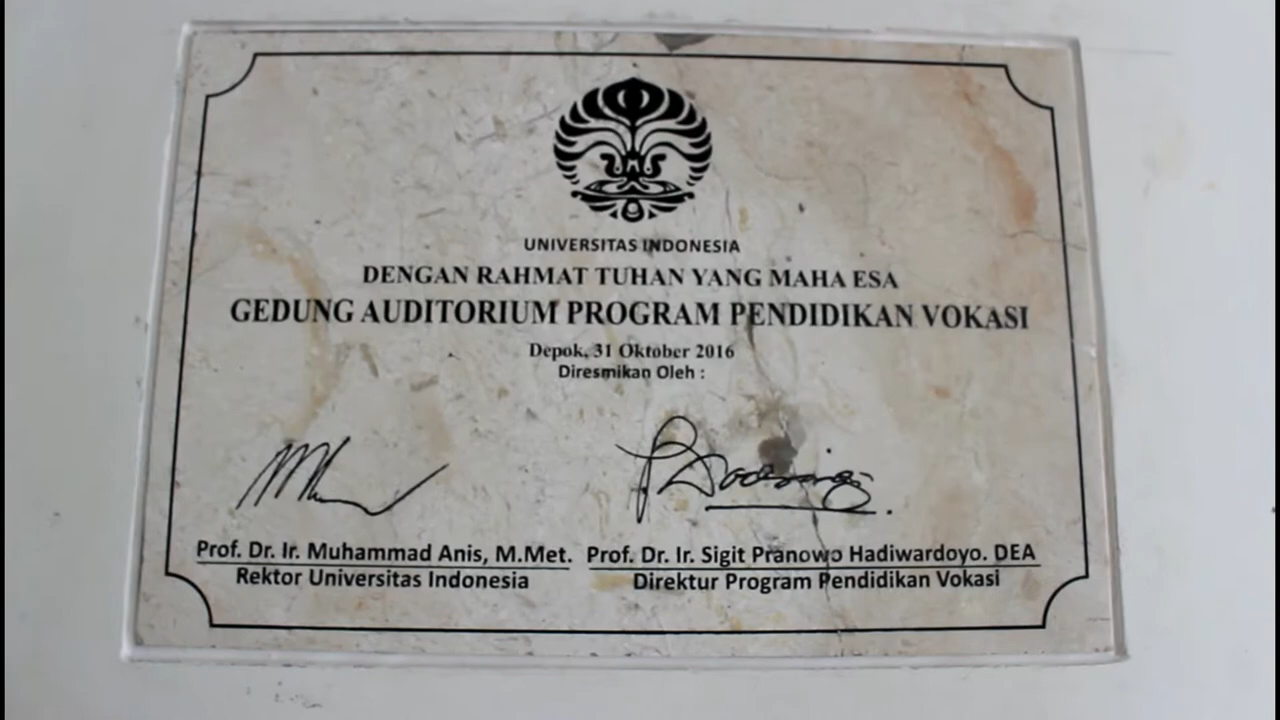 UNIVERSITAS INDONESIA
DENGAN RAHMAT TUHAN YANG MAHA ESA
GEDUNG AUDITORIUM PROGRAM PENDIDIKAN VOKASI
Depok, 31 Oktober 2016
Diresmikan Oleh :
Prof. Dr. Ir. Muhammad Anis, M.Met. Prof. Dr. Ir. Sigit Pranowo Hadiwardoyo. DEA
Rektor Universitas Indonesia Direktur Program Pendidikan Vokasi